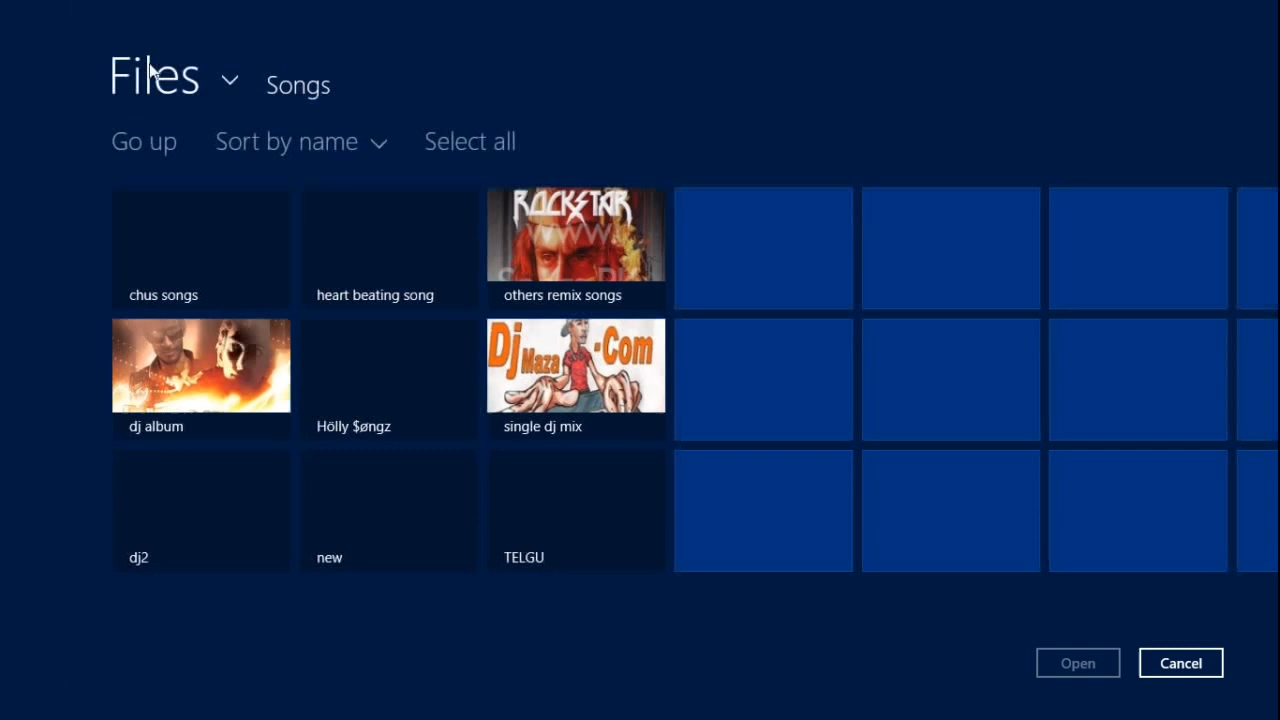 Files Songs
Go up Sort by name Select all
ROCKSTAR
WWW.
chus songs heart beating song others remix songs
Dj Maza -Com
dj album Hölly $øngz single dj mix
dj2 new TELGU
Open Cancel